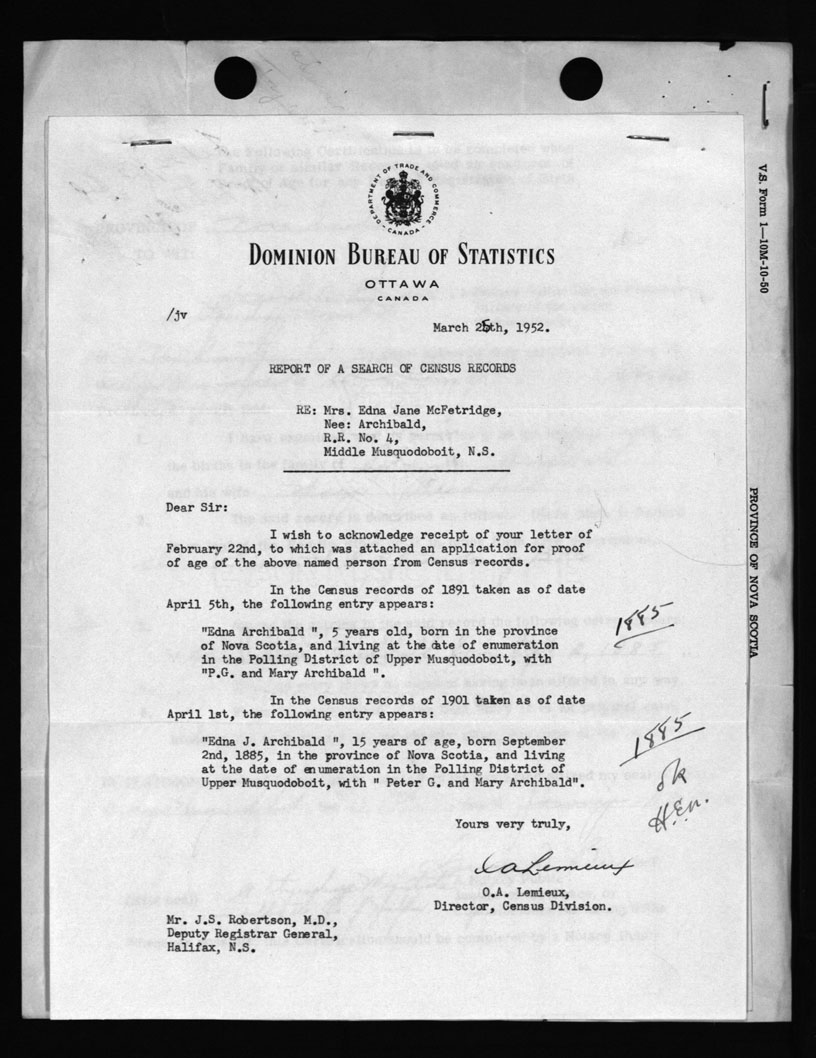 DEPARTMENT OF TRADE AND COMMERCE
CANADA
DOMINION BUREAU OF STATISTICS
OTTAWA
CANADA
/jv
March 25th, 1952.
REPORT OF A SEARCH OF CENSUS RECORDS
RE: Mrs. Edna Jane McFetridge,
Nee: Archibald,
R.R. No. 4,
Middle Musquodoboit, N.S.
Dear Sir:
I wish to acknowledge receipt of your letter of
February 22nd, to which was attached an application for proof
of age of the above named person from Census records.
In the Census records of 1891 taken as of date
April 5th, the following entry appears:
"Edna Archibald ", 5 years old, born in the province
of Nova Scotia, and living at the date of enumeration
in the Polling District of Upper Musquodoboit, with
"P.G. and Mary Archibald ".
1885
In the Census records of 1901 taken as of date
April 1st, the following entry appears:
"Edna J. Archibald ", 15 years of age, born September
2nd, 1885, in the province of Nova Scotia, and living
at the date of enumeration in the Polling District of
Upper Musquodoboit, with " Peter G. and Mary Archibald".
1885
ok
H.E.M.
Yours very truly,
O A Lemieux
O.A. Lemieux,
Director, Census Division.
Mr. J.S. Robertson, M.D.,
Deputy Registrar General,
Halifax, N.S.
V.S. Form 1—10M-10-50
PROVINCE OF NOVA SCOTIA